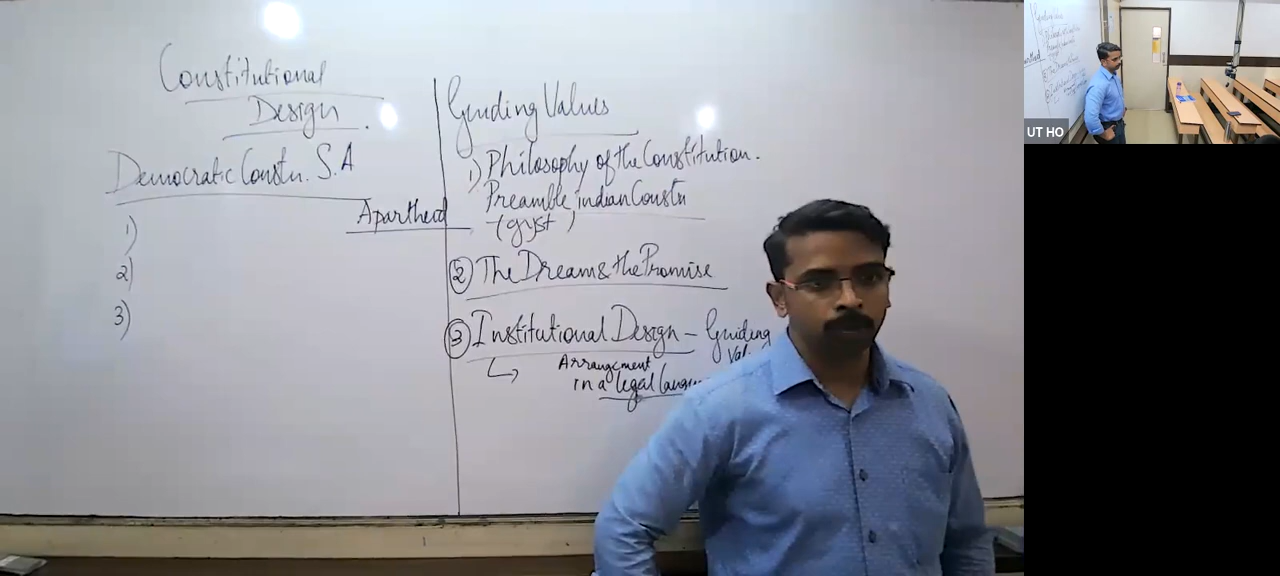 Constitutional
Design.
Democratic Constn. S.A
Apartheid
1)
2)
3)
Guiding Values
1) Philosophy of the Constitution.
Preamble indian Constn
(gyst)
2 The Dream & the Promise
3 Institutional Design - Guiding
Arrangement
in a legal
UT HO